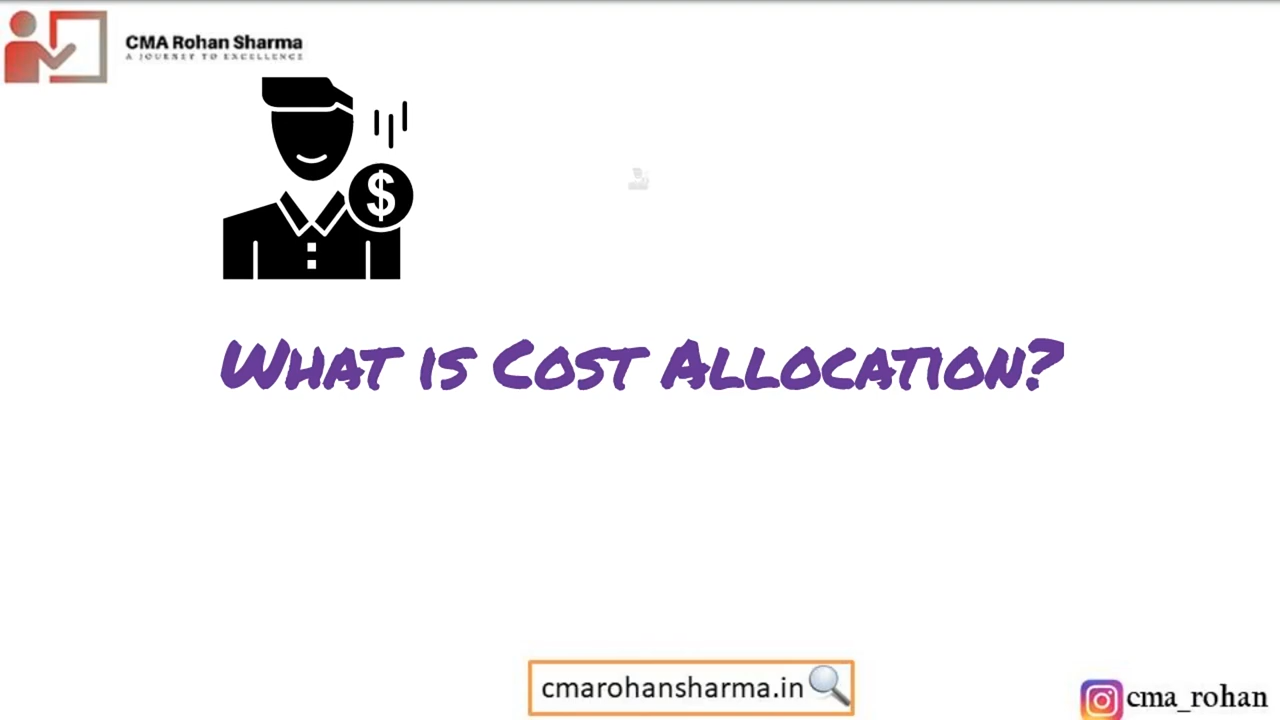 CMA Rohan Sharma
A JOURNEY TO EXCELLENCE
$
What is Cost Allocation?
cmarohansharma.in
cma_rohan